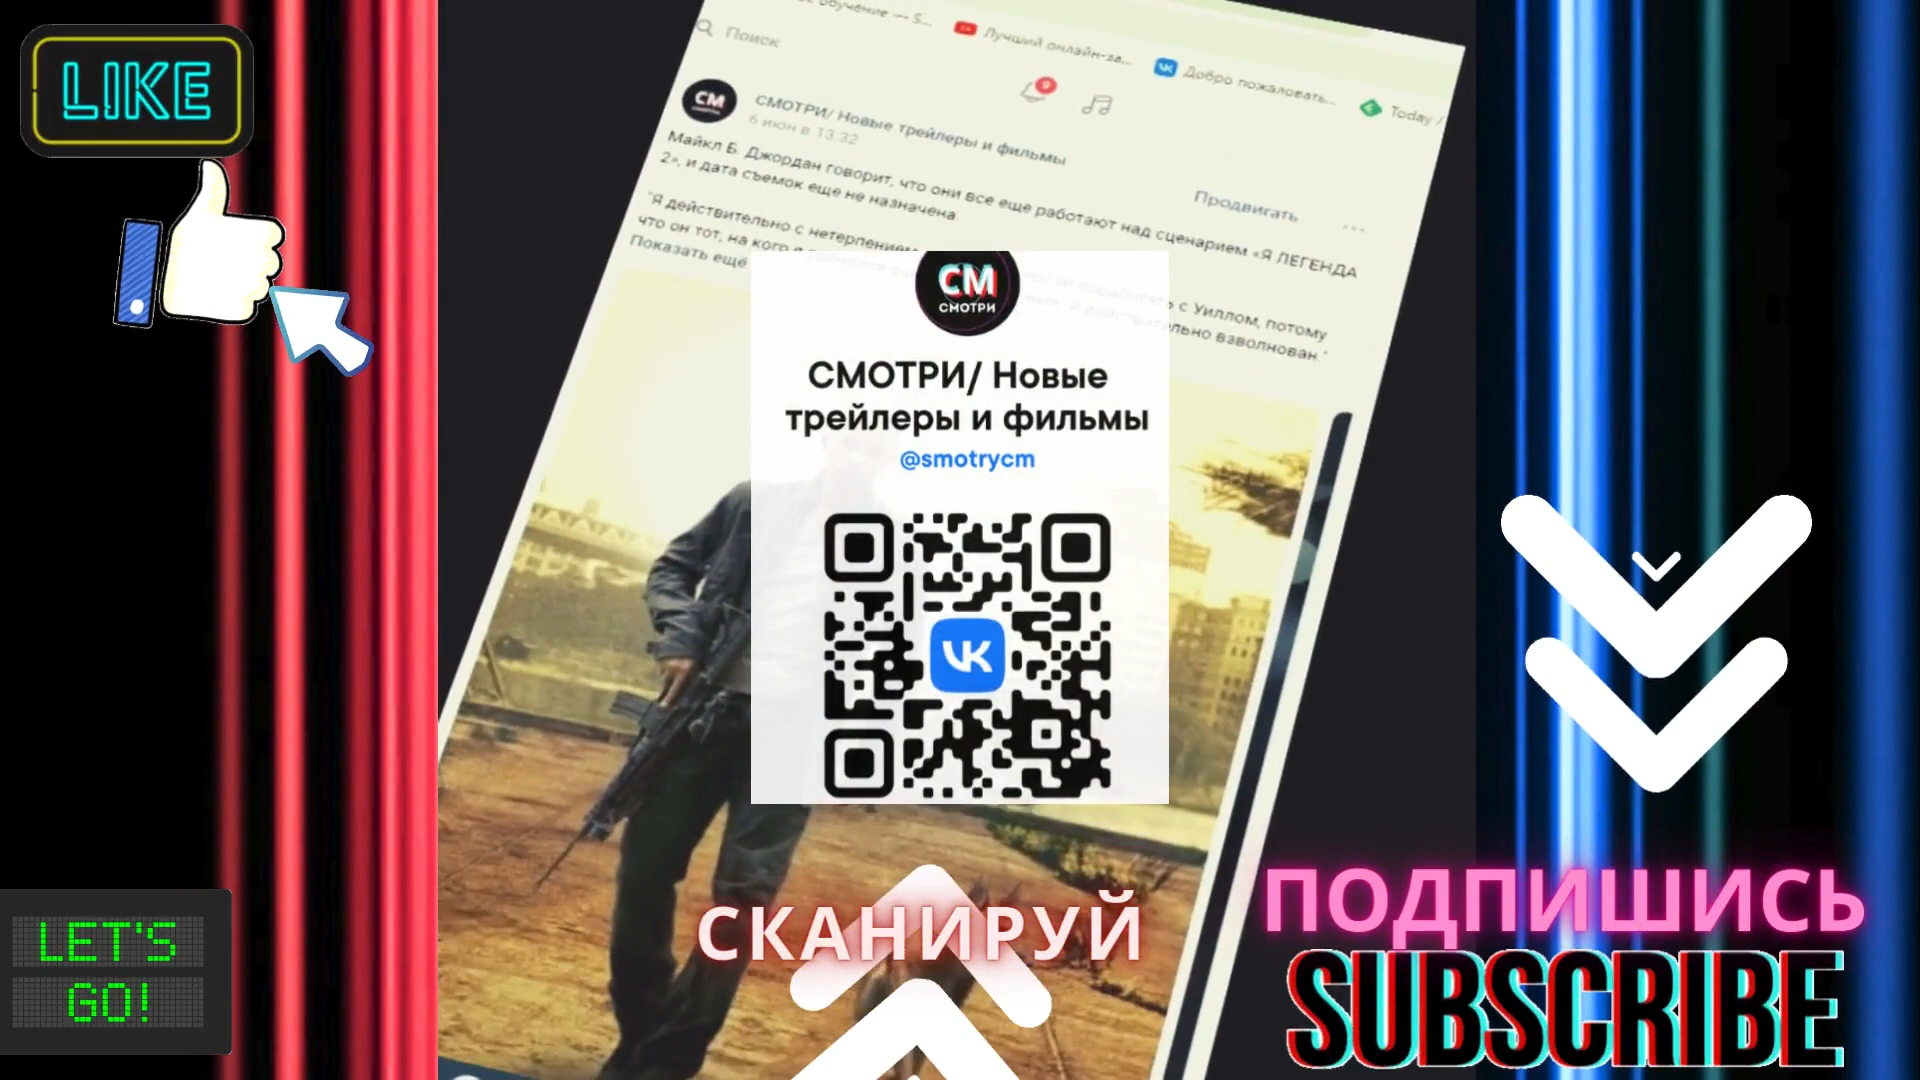 LIKE
Поиск
Лучший онлайн-за...
Добро пожаловать...
Today /
9
СМ
СМОТРИ/ Новые трейлеры и фильмы
6 июн в 13:32
Продвигать
Майкл Б. Джордан говорит, что они все еще работают над сценарием «Я ЛЕГЕНДА
2», и дата съемок еще не назначена.
"Я действительно с нетерпением
с Уиллом, потому
что он тот, на кого я
взволнован."
Показать ещё
СМ
СМОТРИ
СМОТРИ/ Новые
трейлеры и фильмы
@smotrycm
СКАНИРУЙ
ПОДПИШИСЬ
SUBSCRIBE
LET'S
GO!